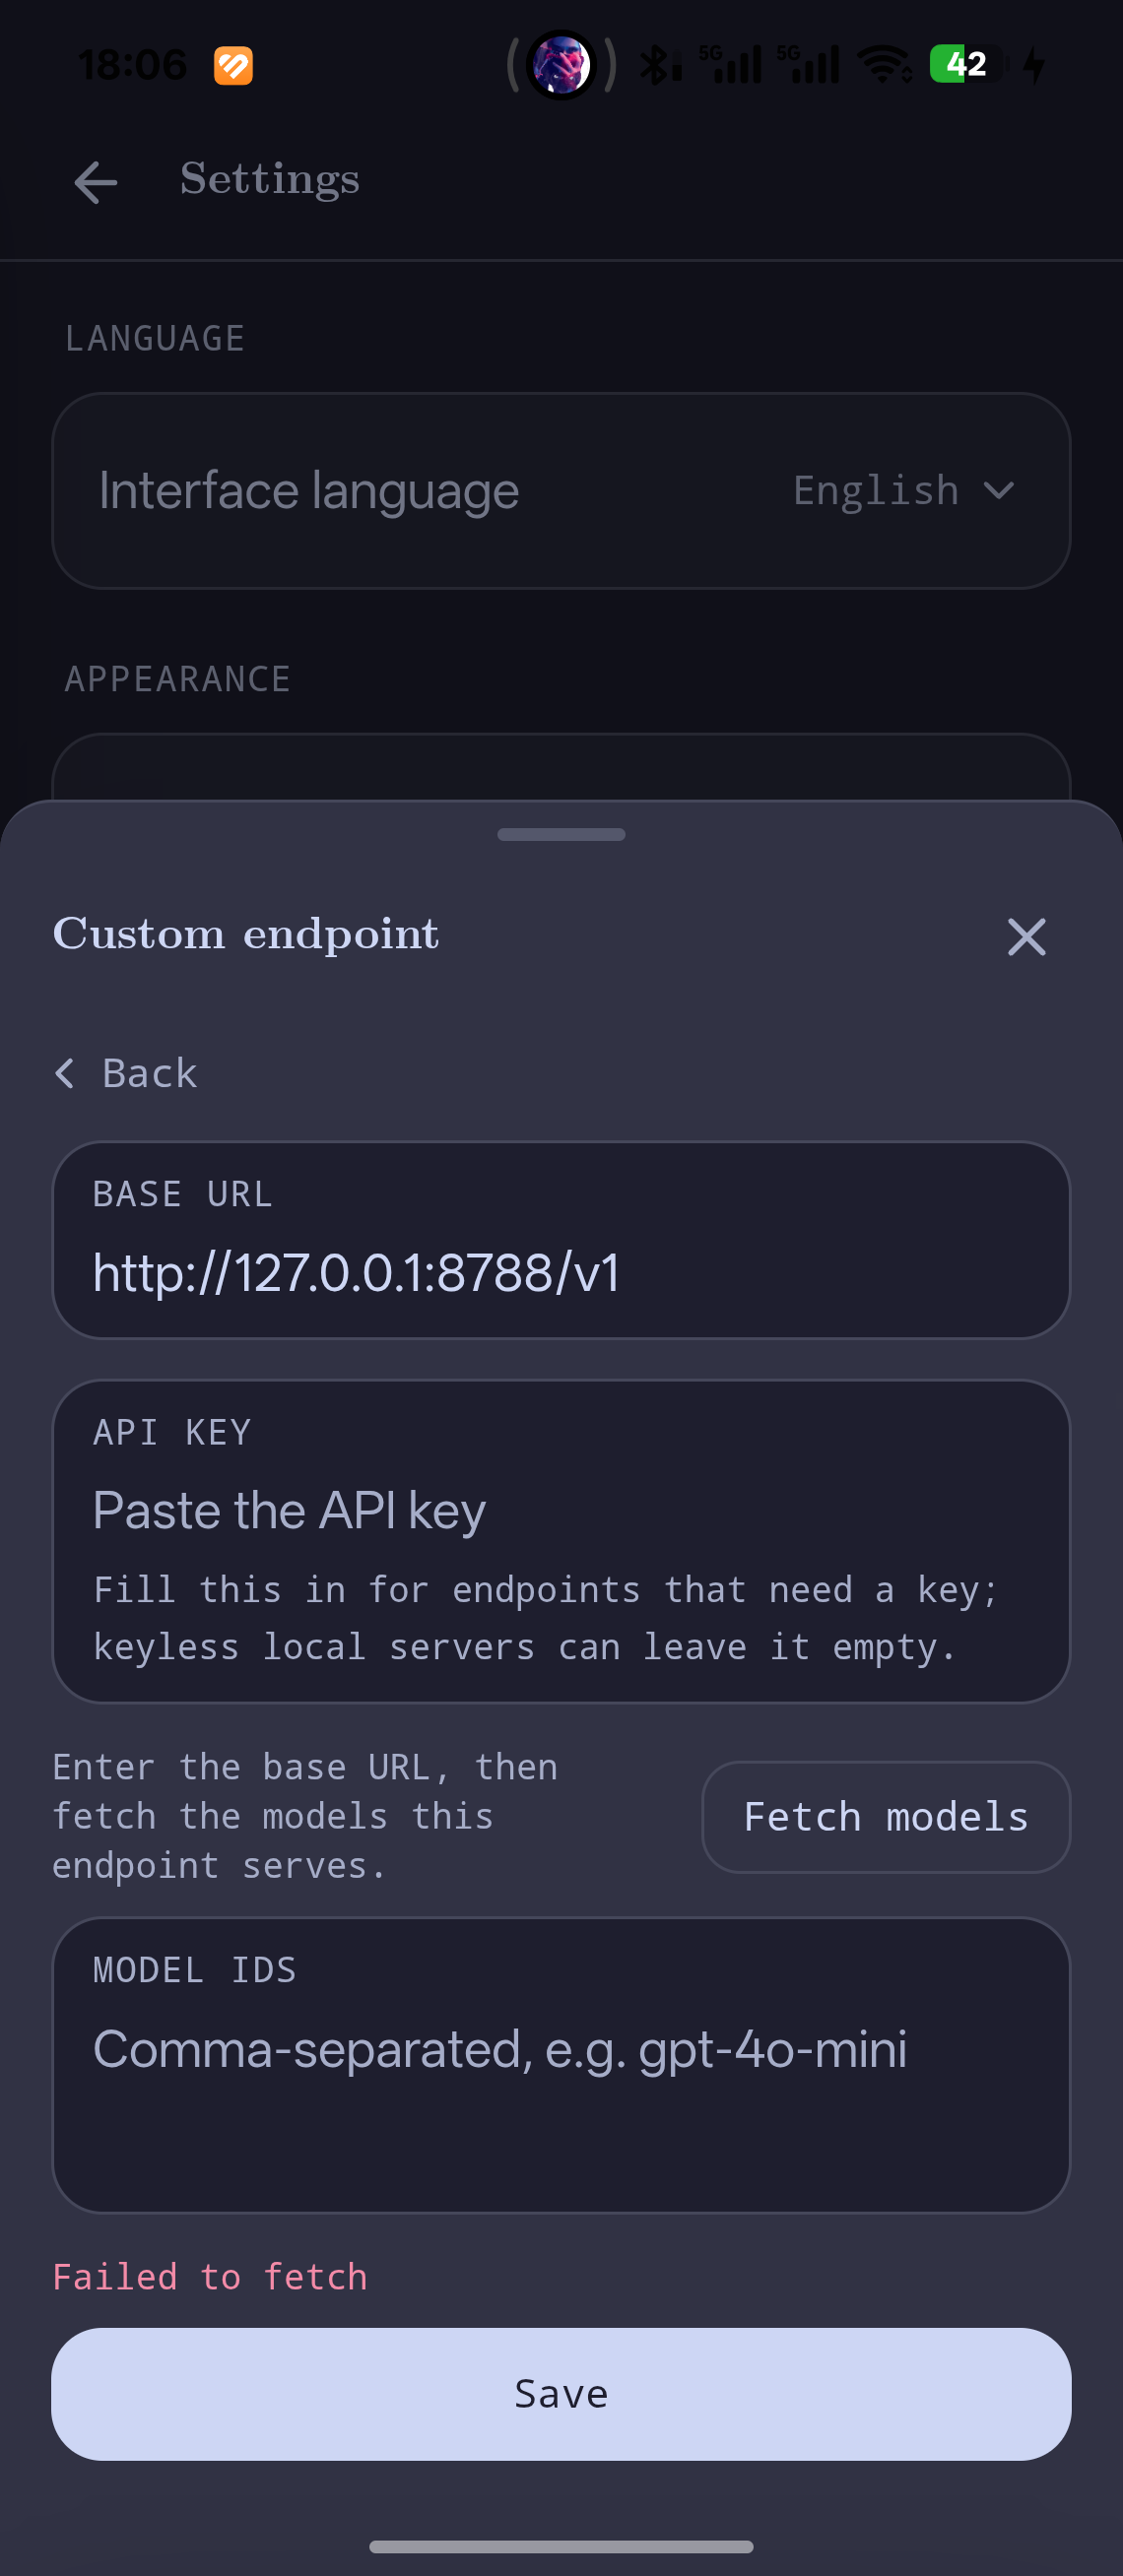 18:06
5G 5G 42
Settings
LANGUAGE
Interface language English
APPEARANCE
Custom endpoint
Back
BASE URL
http://127.0.0.1:8788/v1
API KEY
Paste the API key
Fill this in for endpoints that need a key;
keyless local servers can leave it empty.
Enter the base URL, then
fetch the models this
endpoint serves.
Fetch models
MODEL IDS
Comma-separated, e.g. gpt-4o-mini
Failed to fetch
Save